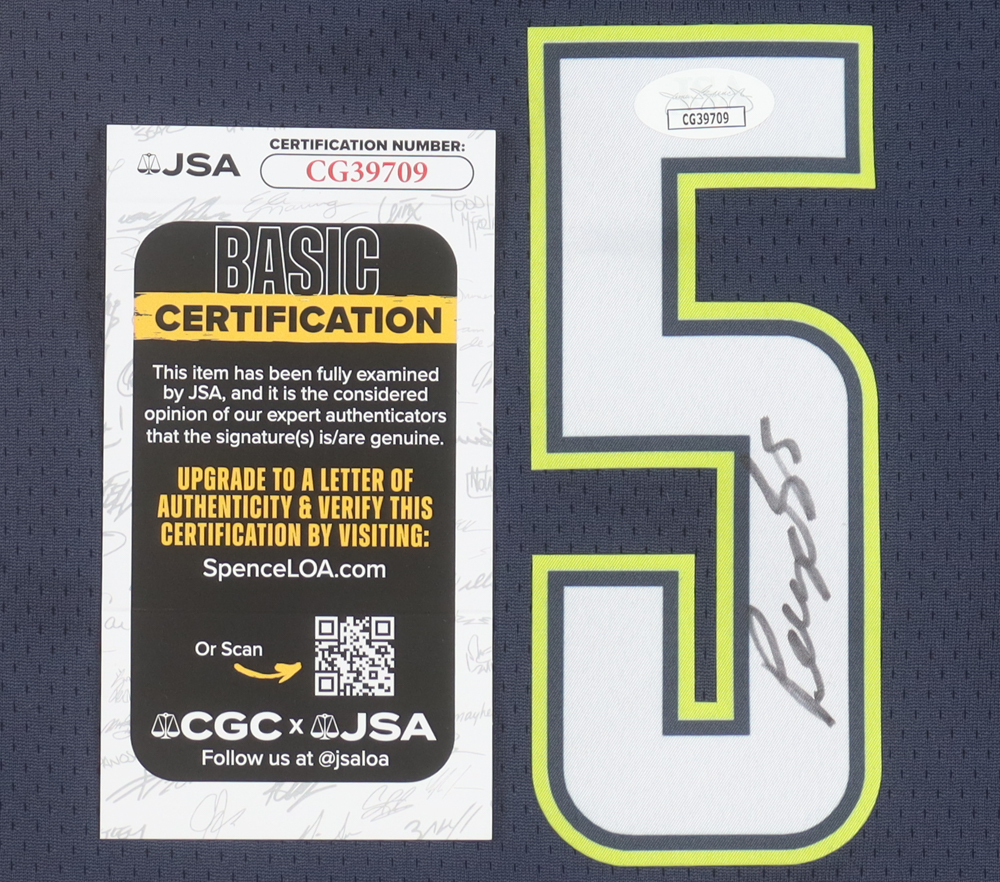 JSA
CERTIFICATION NUMBER:
CG39709
BASIC
CERTIFICATION
This item has been fully examined
by JSA, and it is the considered
opinion of our expert authenticators
that the signature(s) is/are genuine.
UPGRADE TO A LETTER OF
AUTHENTICITY & VERIFY THIS
CERTIFICATION BY VISITING:
SpenceLOA.com
Or Scan
CGC x JSA
Follow us at @jsaloa
5
CG39709